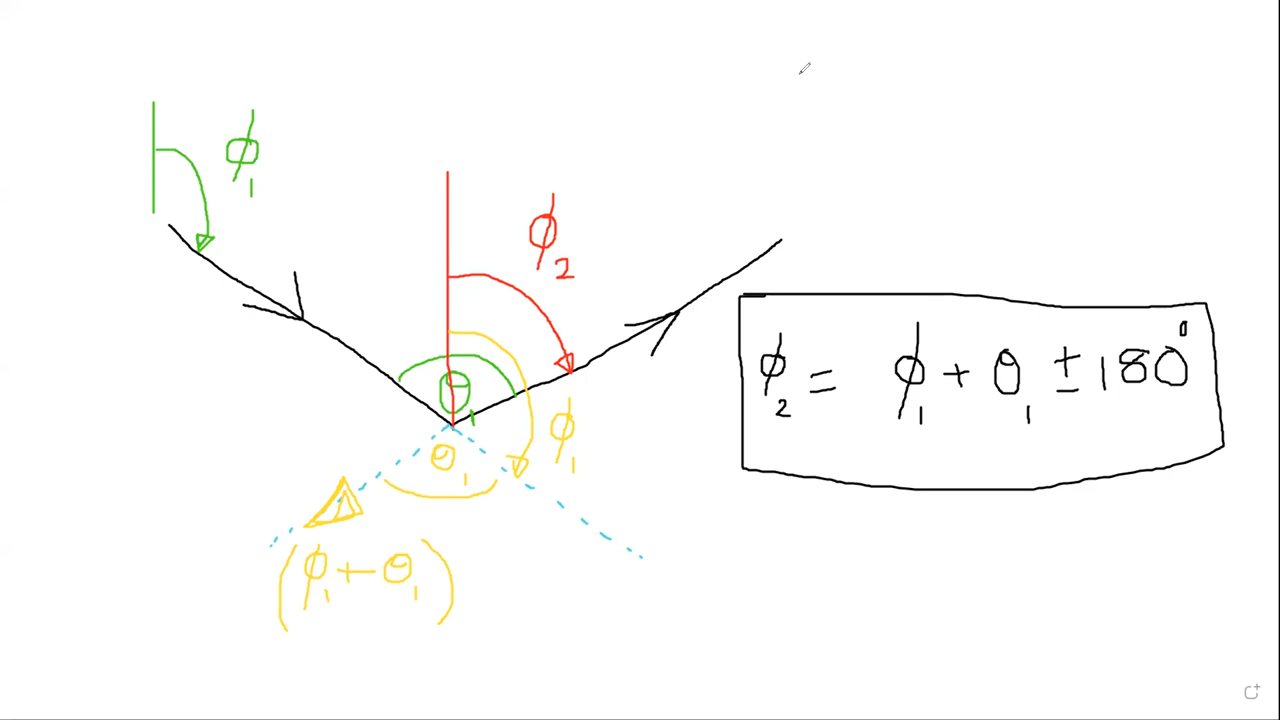 ϕ₁
ϕ₂
θ₁
ϕ₁
θ₁
(ϕ₁ + θ₁)
ϕ₂ = ϕ₁ + θ₁ ± 180°